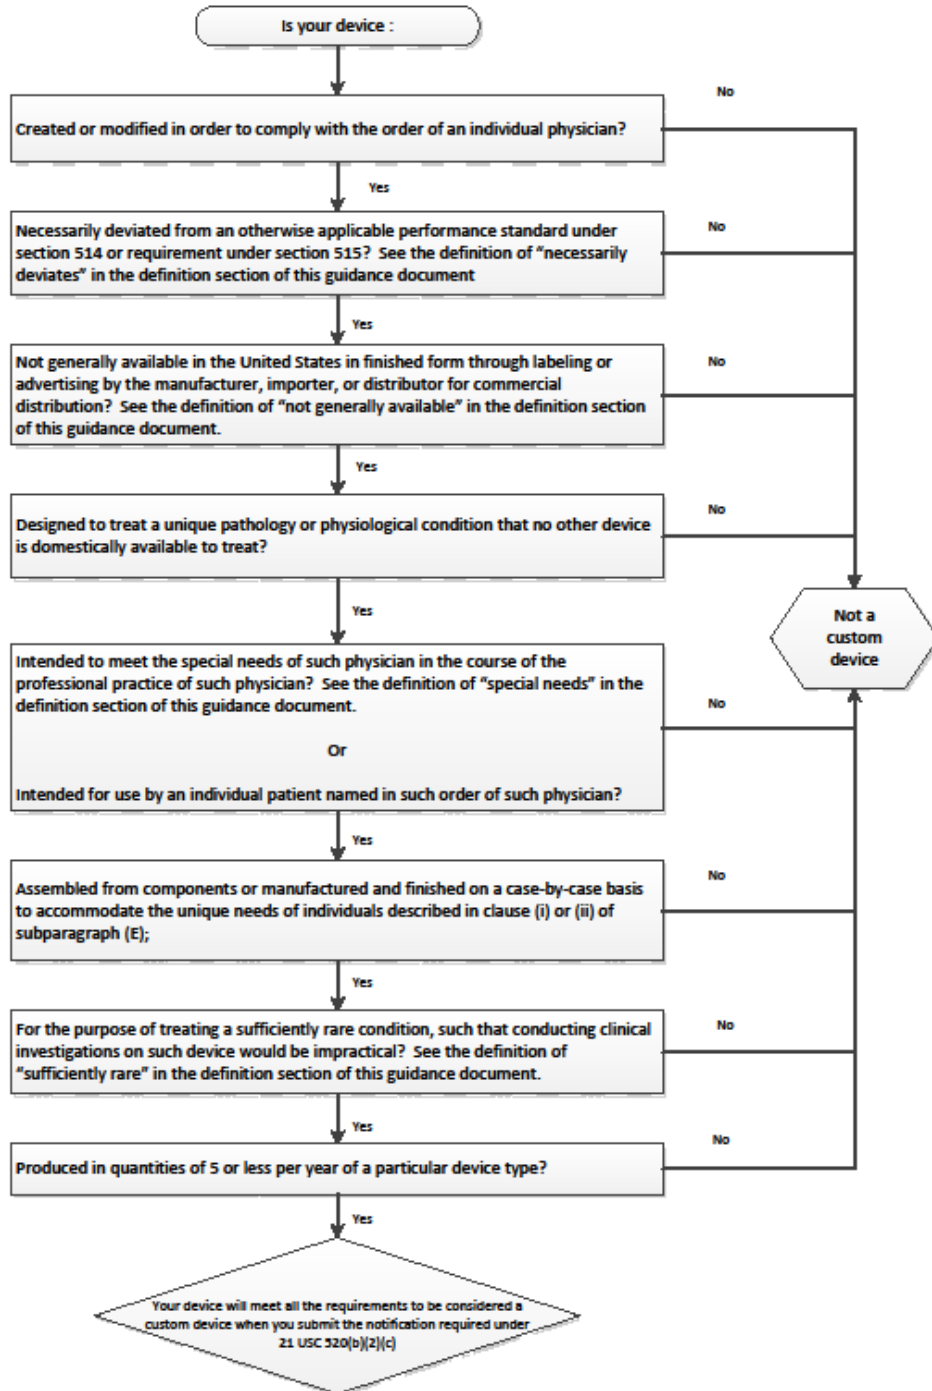 Is your device :
No
Created or modified in order to comply with the order of an individual physician?
Yes
Necessarily deviated from an otherwise applicable performance standard under
section 514 or requirement under section 515?  See the definition of “necessarily
deviates” in the definition section of this guidance document
No
Yes
Not generally available in the United States in finished form through labeling or
advertising by the manufacturer, importer, or distributor for commercial
distribution?  See the definition of “not generally available” in the definition section
of this guidance document.
No
Yes
Designed to treat a unique pathology or physiological condition that no other device
is domestically available to treat?
No
Yes
Not a
custom
device
Intended to meet the special needs of such physician in the course of the
professional practice of such physician?  See the definition of “special needs” in the
definition section of this guidance document.
Or
Intended for use by an individual patient named in such order of such physician?
No
Yes
Assembled from components or manufactured and finished on a case-by-case basis
to accommodate the unique needs of individuals described in clause (i) or (ii) of
subparagraph (E);
No
Yes
For the purpose of treating a sufficiently rare condition, such that conducting clinical
investigations on such device would be impractical?  See the definition of
“sufficiently rare” in the definition section of this guidance document.
No
Yes
Produced in quantities of 5 or less per year of a particular device type?
No
Yes
Your device will meet all the requirements to be considered a
custom device when you submit the notification required under
21 USC 520(b)(2)(c)